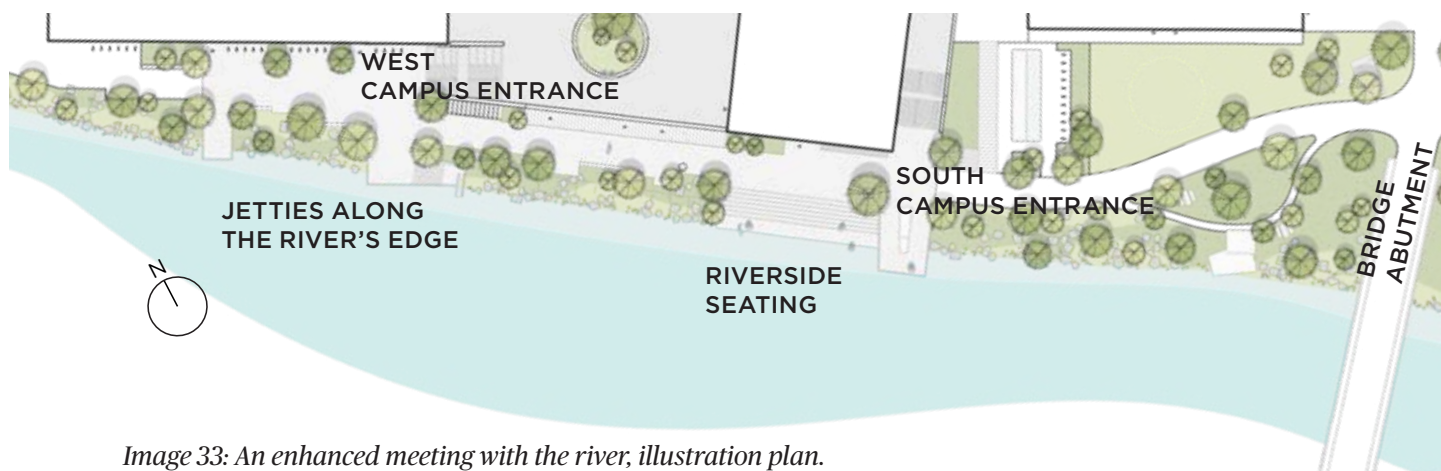 WEST
CAMPUS ENTRANCE
SOUTH
CAMPUS ENTRANCE
JETTIES ALONG
THE RIVER'S EDGE
RIVERSIDE
SEATING
BRIDGE
ABUTMENT
N
Image 33: An enhanced meeting with the river, illustration plan.